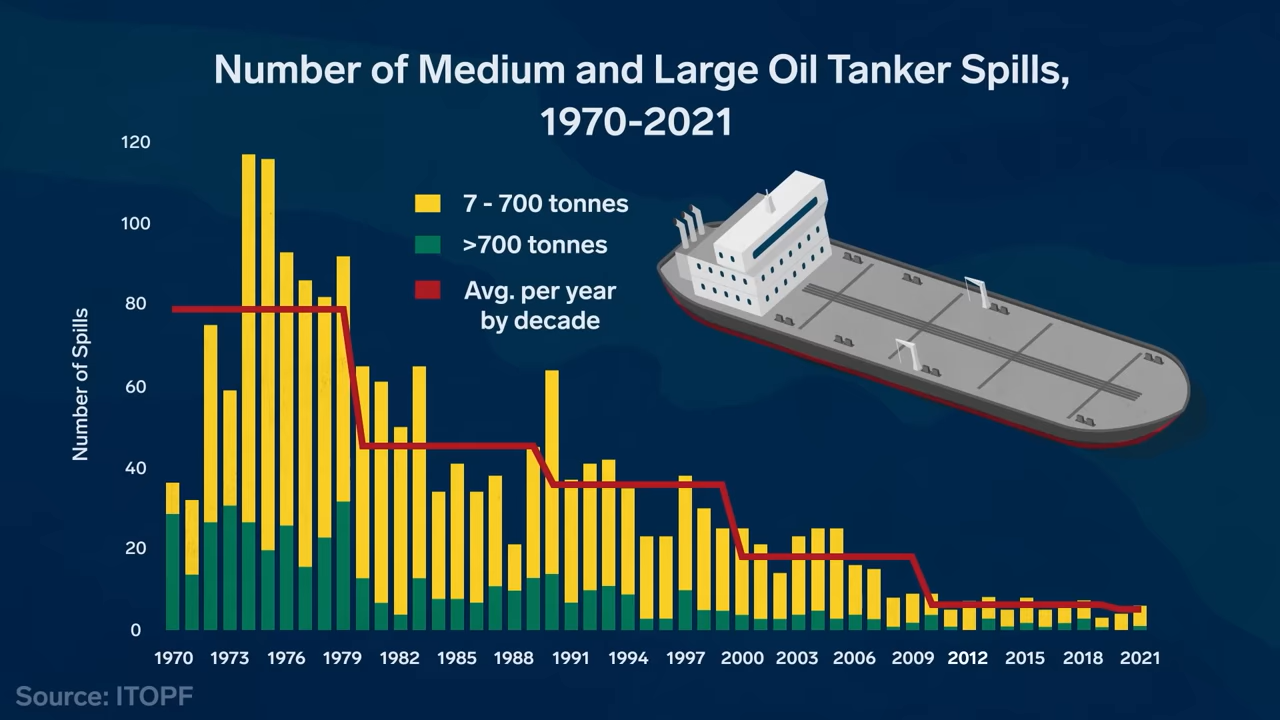 Number of Medium and Large Oil Tanker Spills,
1970-2021
120
100
80
60
40
20
0
Number of Spills
7 - 700 tonnes
>700 tonnes
Avg. per year
by decade
1970 1973 1976 1979 1982 1985 1988 1991 1994 1997 2000 2003 2006 2009 2012 2015 2018 2021
Source: ITOPF